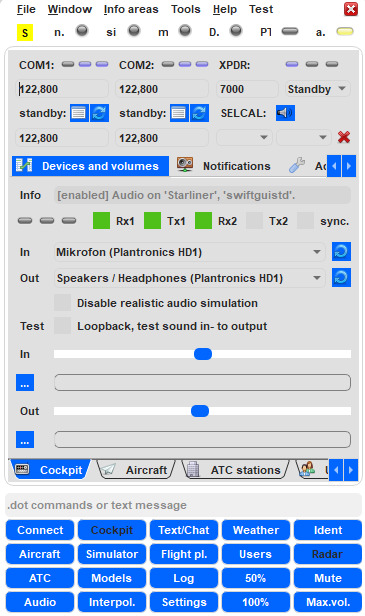 File Window Info areas Tools Help Test
S n. si m D. PT a.
COM1: COM2: XPDR:
122,800 122,800 7000 Standby
standby: standby: SELCAL:
122,800 122,800
Devices and volumes Notifications
Info [enabled] Audio on 'Starliner', 'swiftguistd'.
Rx1 Tx1 Rx2 Tx2 sync.
In Mikrofon (Plantronics HD1)
Out Speakers / Headphones (Plantronics HD1)
Disable realistic audio simulation
Test Loopback, test sound in- to output
In
...
Out
...
Cockpit Aircraft ATC stations
.dot commands or text message
Connect Cockpit Text/Chat Weather Ident
Aircraft Simulator Flight pl. Users Radar
ATC Models Log 50% Mute
Audio Interpol. Settings 100% Max.vol.